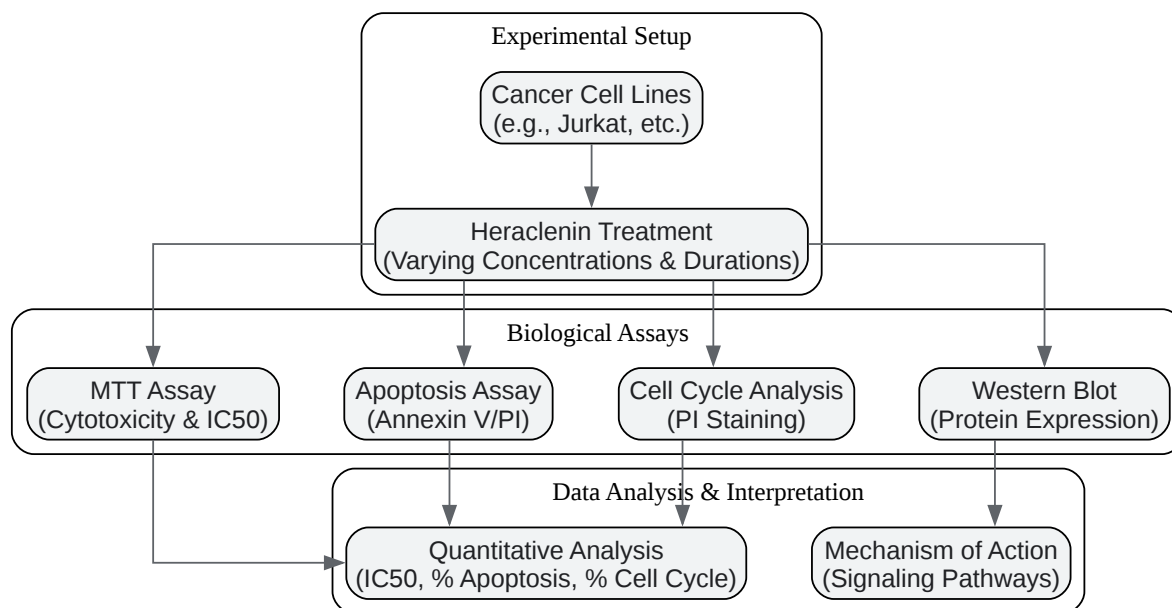 Experimental Setup
Cancer Cell Lines
(e.g., Jurkat, etc.)
Heraclenin Treatment
(Varying Concentrations & Durations)
Biological Assays
MTT Assay
(Cytotoxicity & IC50)
Apoptosis Assay
(Annexin V/PI)
Cell Cycle Analysis
(PI Staining)
Western Blot
(Protein Expression)
Data Analysis & Interpretation
Quantitative Analysis
(IC50, % Apoptosis, % Cell Cycle)
Mechanism of Action
(Signaling Pathways)